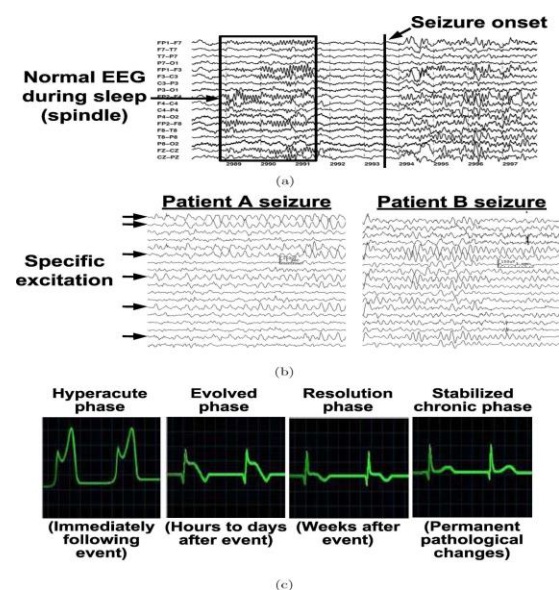 Seizure onset
FP1-F7
F7-T7
T7-P7
P7-O1
FP1-F3
F3-C3
C3-P3
P3-O1
F4-C4
C4-P4
P4-O2
FP2-F8
F8-T8
T8-P8
P8-O2
FZ-CZ
CZ-PZ
Normal EEG
during sleep
(spindle)
2989 2990 2991 2992 2993 2994 2995 2996 2997
(a)
Patient A seizure Patient B seizure
Specific
excitation
(b)
Hyperacute phase
Evolved phase
Resolution phase
Stabilized chronic phase
(Immediately following event)
(Hours to days after event)
(Weeks after event)
(Permanent pathological changes)
(c)